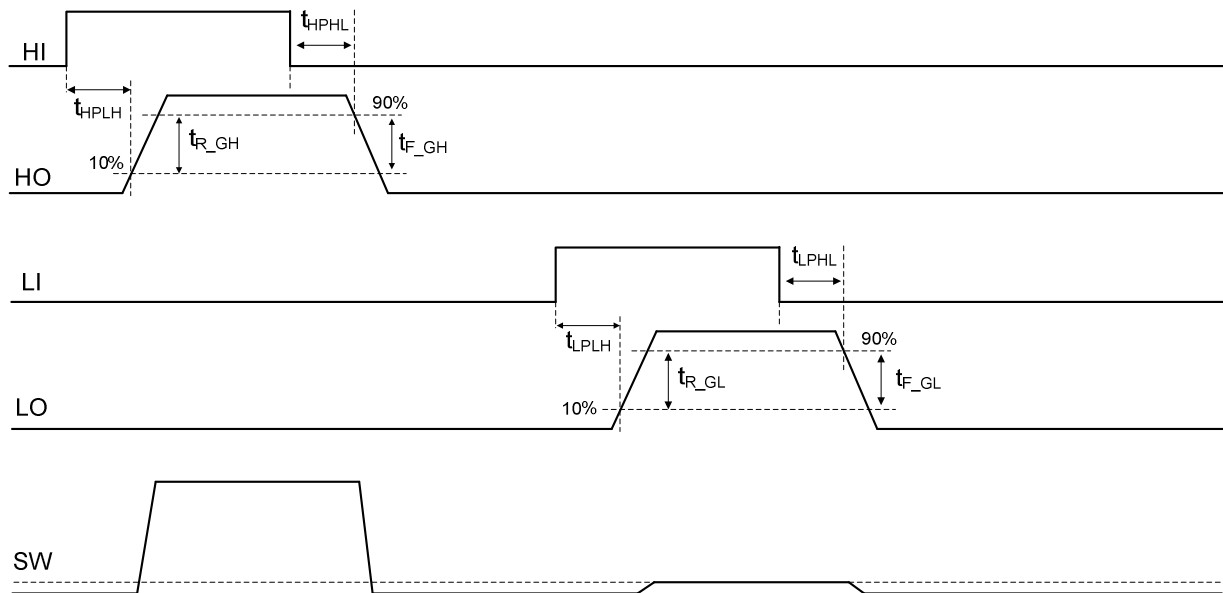 HI
tHPHL
tHPLH
90%
tR_GH
tF_GH
10%
HO
LI
tLPHL
tLPLH
90%
tR_GL
tF_GL
10%
LO
SW